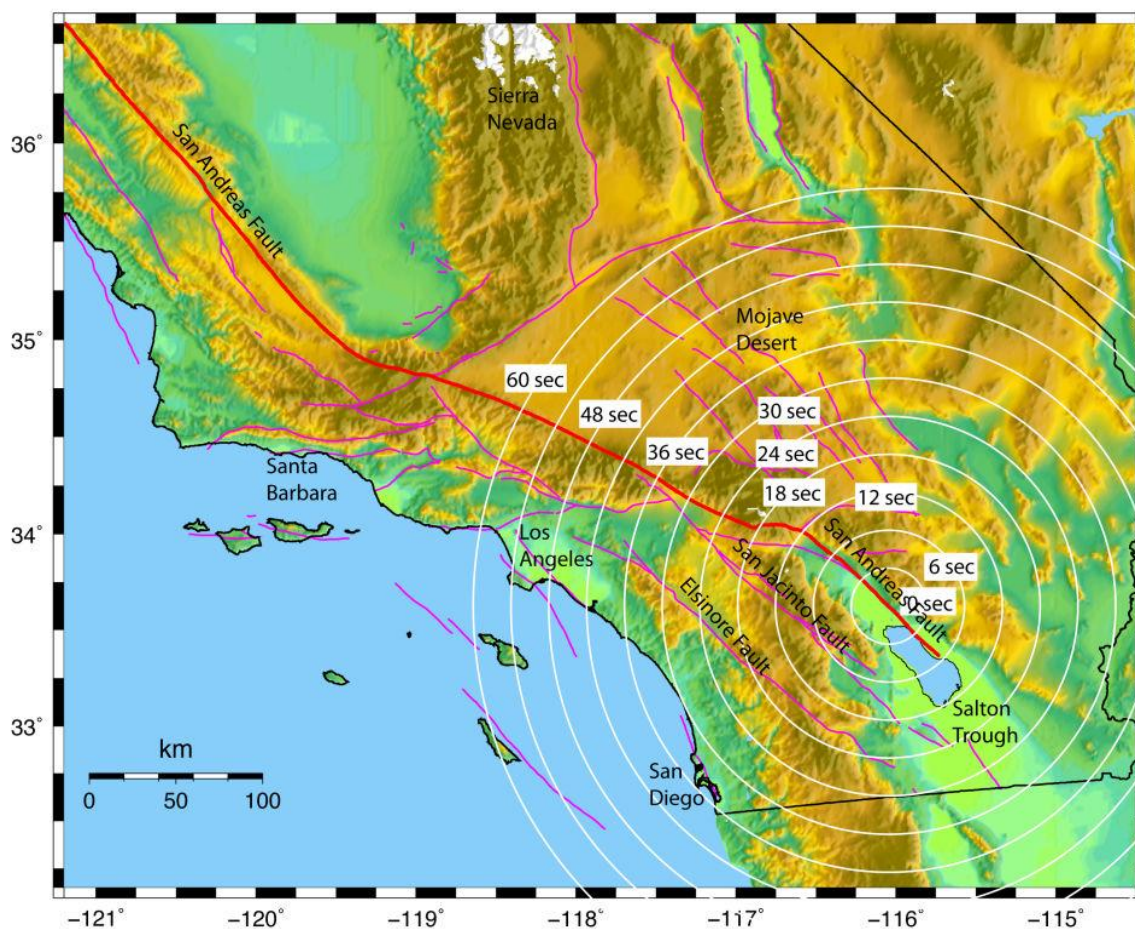 Sierra
Nevada
36°
San Andreas Fault
35°
Mojave
Desert
60 sec
48 sec
30 sec
36 sec
24 sec
Santa
Barbara
18 sec
12 sec
34°
Los
Angeles
San Andreas Fault
San Jacinto Fault
Elsinore Fault
6 sec
0 sec
33°
Salton
Trough
km
San
Diego
0 50 100
−121° −120° −119° −118° −117° −116° −115°